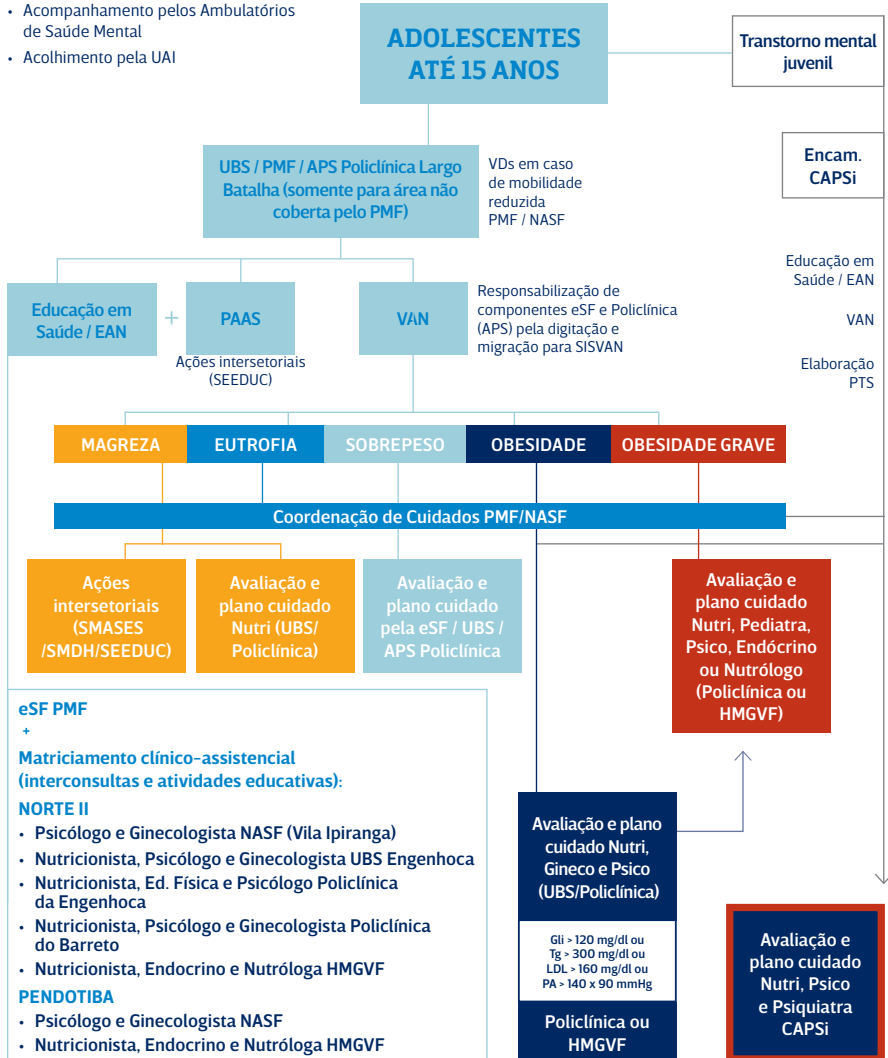 • Acompanhamento pelos Ambulatórios
de Saúde Mental
• Acolhimento pela UAI
ADOLESCENTES
ATÉ 15 ANOS
Transtorno mental
juvenil
UBS / PMF / APS Policlínica Largo
Batalha (somente para área não
coberta pelo PMF)
VDs em caso
de mobilidade
reduzida
PMF / NASF
Encam.
CAPSi
Educação em
Saúde / EAN
VAN
Elaboração
PTS
Educação em
Saúde / EAN
+
PAAS
Ações intersetoriais
(SEEDUC)
VAN
Responsabilização de
componentes eSF e Policlínica
(APS) pela digitação e
migração para SISVAN
MAGREZA
EUTROFIA
SOBREPESO
OBESIDADE
OBESIDADE GRAVE
Coordenação de Cuidados PMF/NASF
Ações
intersetoriais
(SMASES
/SMDH/SEEDUC)
Avaliação e
plano cuidado
Nutri (UBS/
Policlínica)
Avaliação e
plano cuidado
pela eSF / UBS /
APS Policlínica
Avaliação e
plano cuidado
Nutri, Pediatra,
Psico, Endócrino
ou Nutrólogo
(Policlínica ou
HMGVF)
eSF PMF
+
Matriciamento clínico-assistencial
(interconsultas e atividades educativas):
NORTE II
• Psicólogo e Ginecologista NASF (Vila Ipiranga)
• Nutricionista, Psicólogo e Ginecologista UBS Engenhoca
• Nutricionista, Ed. Física e Psicólogo Policlínica
da Engenhoca
• Nutricionista, Psicólogo e Ginecologista Policlínica
do Barreto
• Nutricionista, Endocrino e Nutróloga HMGVF
PENDOTIBA
• Psicólogo e Ginecologista NASF
• Nutricionista, Endocrino e Nutróloga HMGVF
Avaliação e plano
cuidado Nutri,
Gineco e Psico
(UBS/Policlínica)
Gli > 120 mg/dl ou
Tg > 300 mg/dl ou
LDL > 160 mg/dl ou
PA > 140 x 90 mmHg
Policlínica ou
HMGVF
Avaliação e
plano cuidado
Nutri, Psico
e Psiquiatra
CAPSi